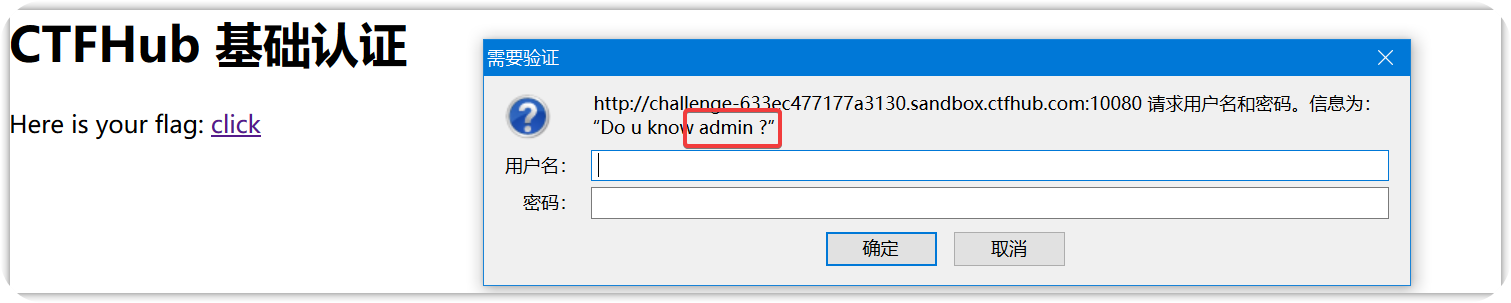 CTFHub 基础认证
Here is your flag: click
需要验证
http://challenge-633ec477177a3130.sandbox.ctfhub.com:10080 请求用户名和密码。信息为：
“Do u know admin ?”
用户名：
密码：
确定 取消